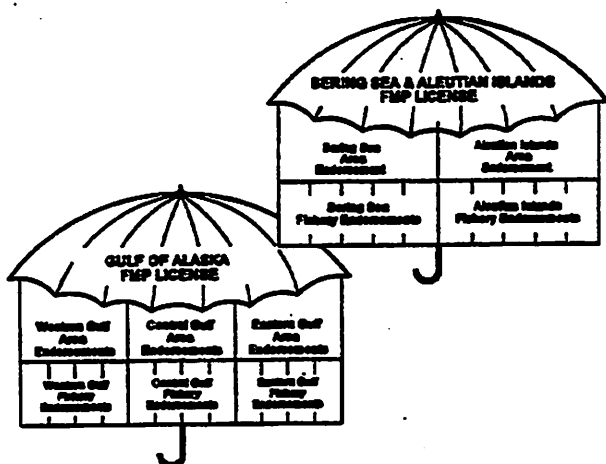 BERING SEA & ALEUTIAN ISLANDS
FMP LICENSE
Bering Sea
Area
Endorsement
Aleutian Islands
Area
Endorsement
Bering Sea
Fishery Endorsements
Aleutian Islands
Fishery Endorsements
GULF OF ALASKA
FMP LICENSE
Western Gulf
Area
Endorsements
Central Gulf
Area
Endorsements
Eastern Gulf
Area
Endorsements
Western Gulf
Fishery
Endorsements
Central Gulf
Fishery
Endorsements
Eastern Gulf
Fishery
Endorsements